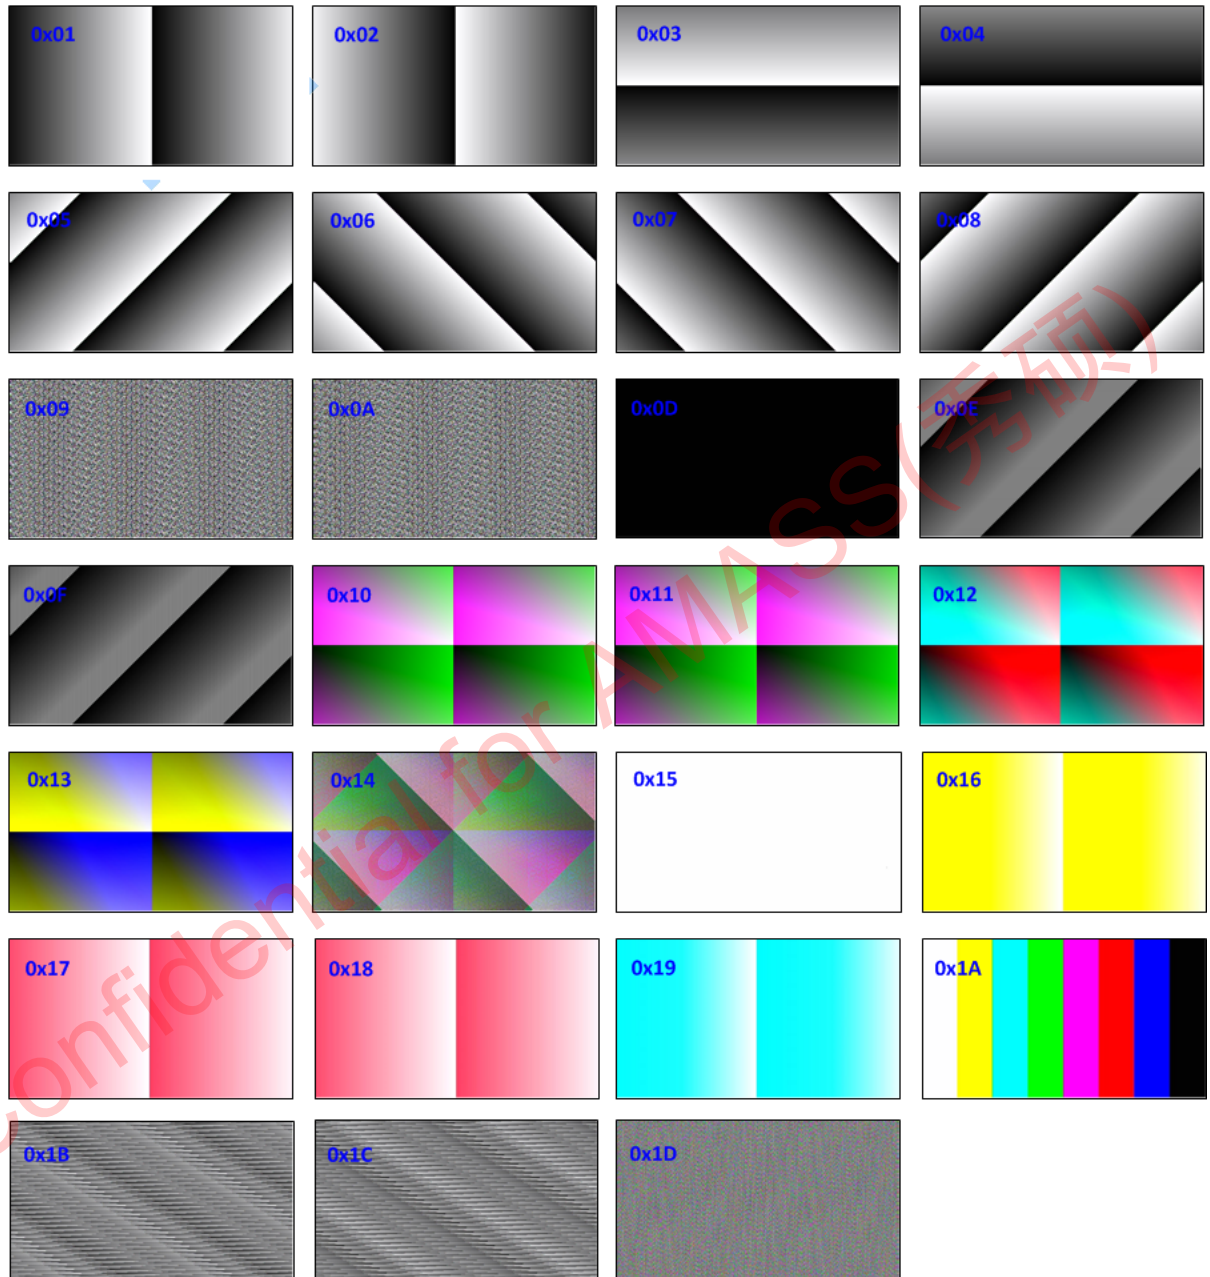 0x01 0x02 0x03 0x04
0x05 0x06 0x07 0x08
0x09 0x0A 0x0D 0x0E
0x0F 0x10 0x11 0x12
0x13 0x14 0x15 0x16
0x17 0x18 0x19 0x1A
0x1B 0x1C 0x1D
Confidential for AMASS(秀硕)